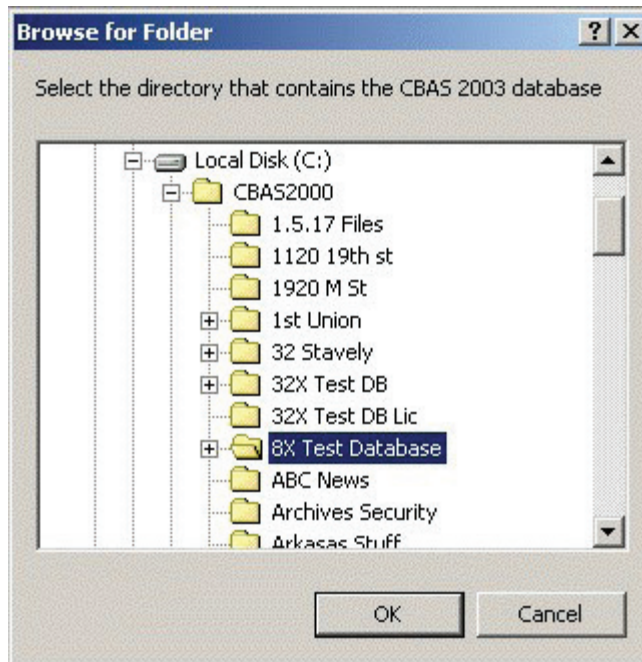 Browse for Folder
Select the directory that contains the CBAS 2003 database
Local Disk (C:)
CBAS2000
1.5.17 Files
1120 19th st
1920 M St
1st Union
32 Stavely
32X Test DB
32X Test DB Lic
8X Test Database
ABC News
Archives Security
Arkasas Stuff
OK Cancel